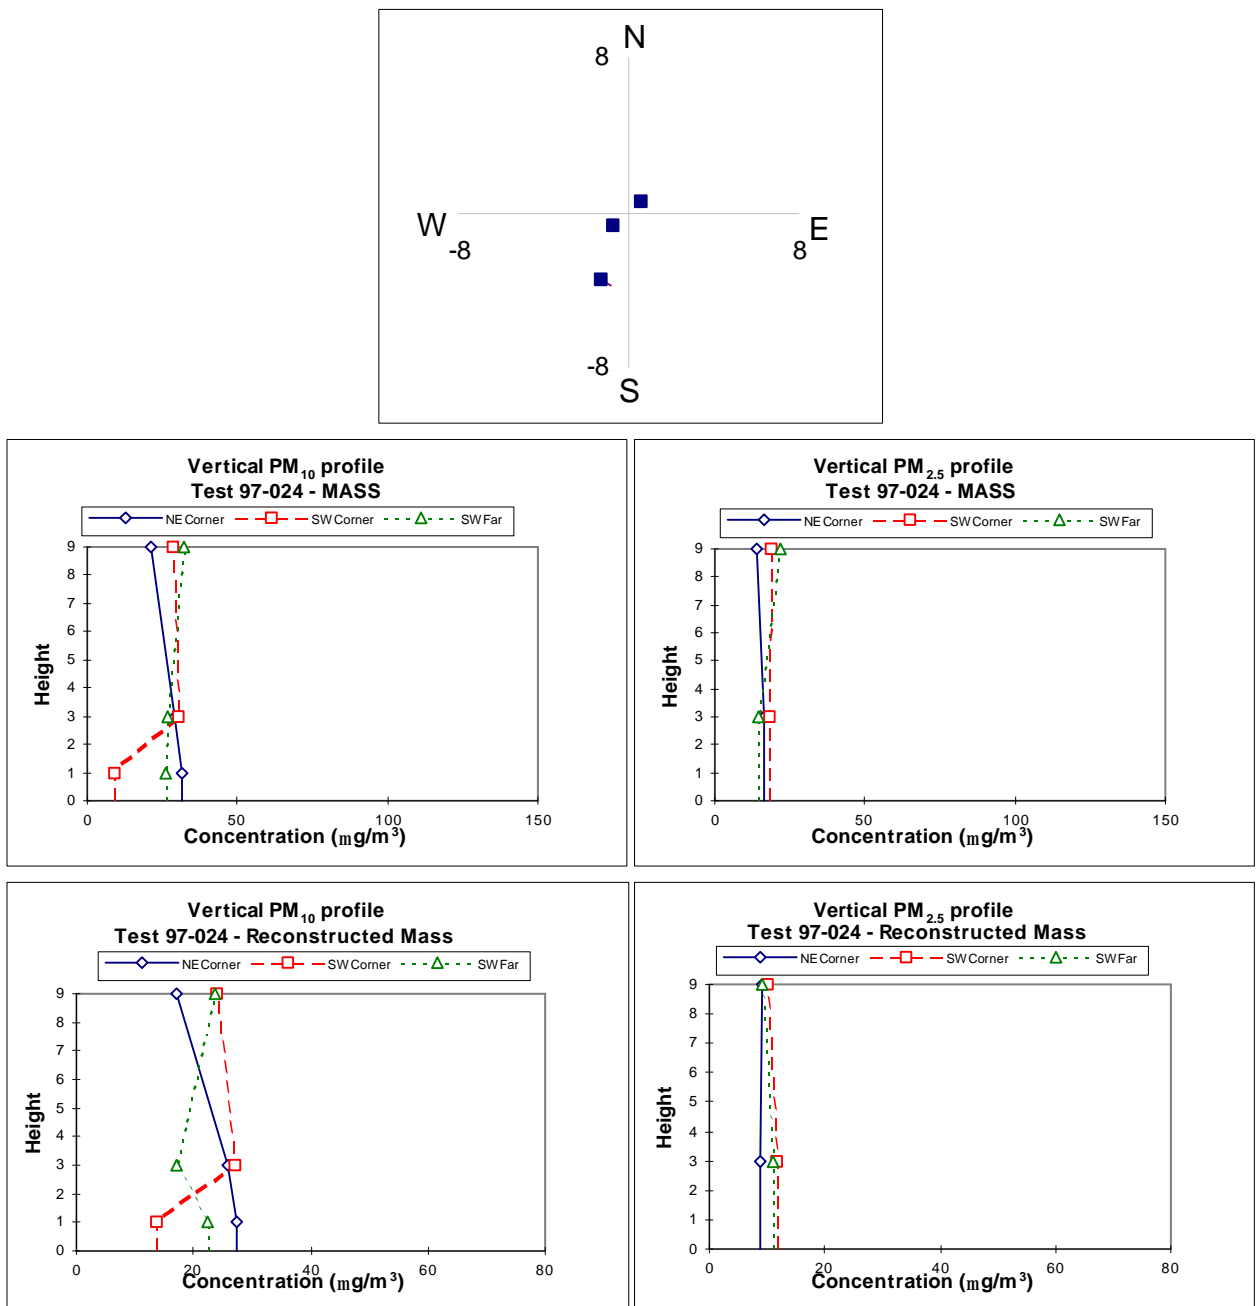 N
8
W
E
-8
8
-8
S
Vertical PM10 profile
Test 97-024 - MASS
NE Corner SW Corner SW Far
9
8
7
6
5
4
3
2
1
0
Height
0 50 100 150
Concentration (mg/m³)
Vertical PM2.5 profile
Test 97-024 - MASS
NE Corner SW Corner SW Far
9
8
7
6
5
4
3
2
1
0
Height
0 50 100 150
Concentration (mg/m³)
Vertical PM10 profile
Test 97-024 - Reconstructed Mass
NE Corner SW Corner SW Far
9
8
7
6
5
4
3
2
1
0
Height
0 20 40 60 80
Concentration (mg/m³)
Vertical PM2.5 profile
Test 97-024 - Reconstructed Mass
NE Corner SW Corner SW Far
9
8
7
6
5
4
3
2
1
0
Height
0 20 40 60 80
Concentration (mg/m³)